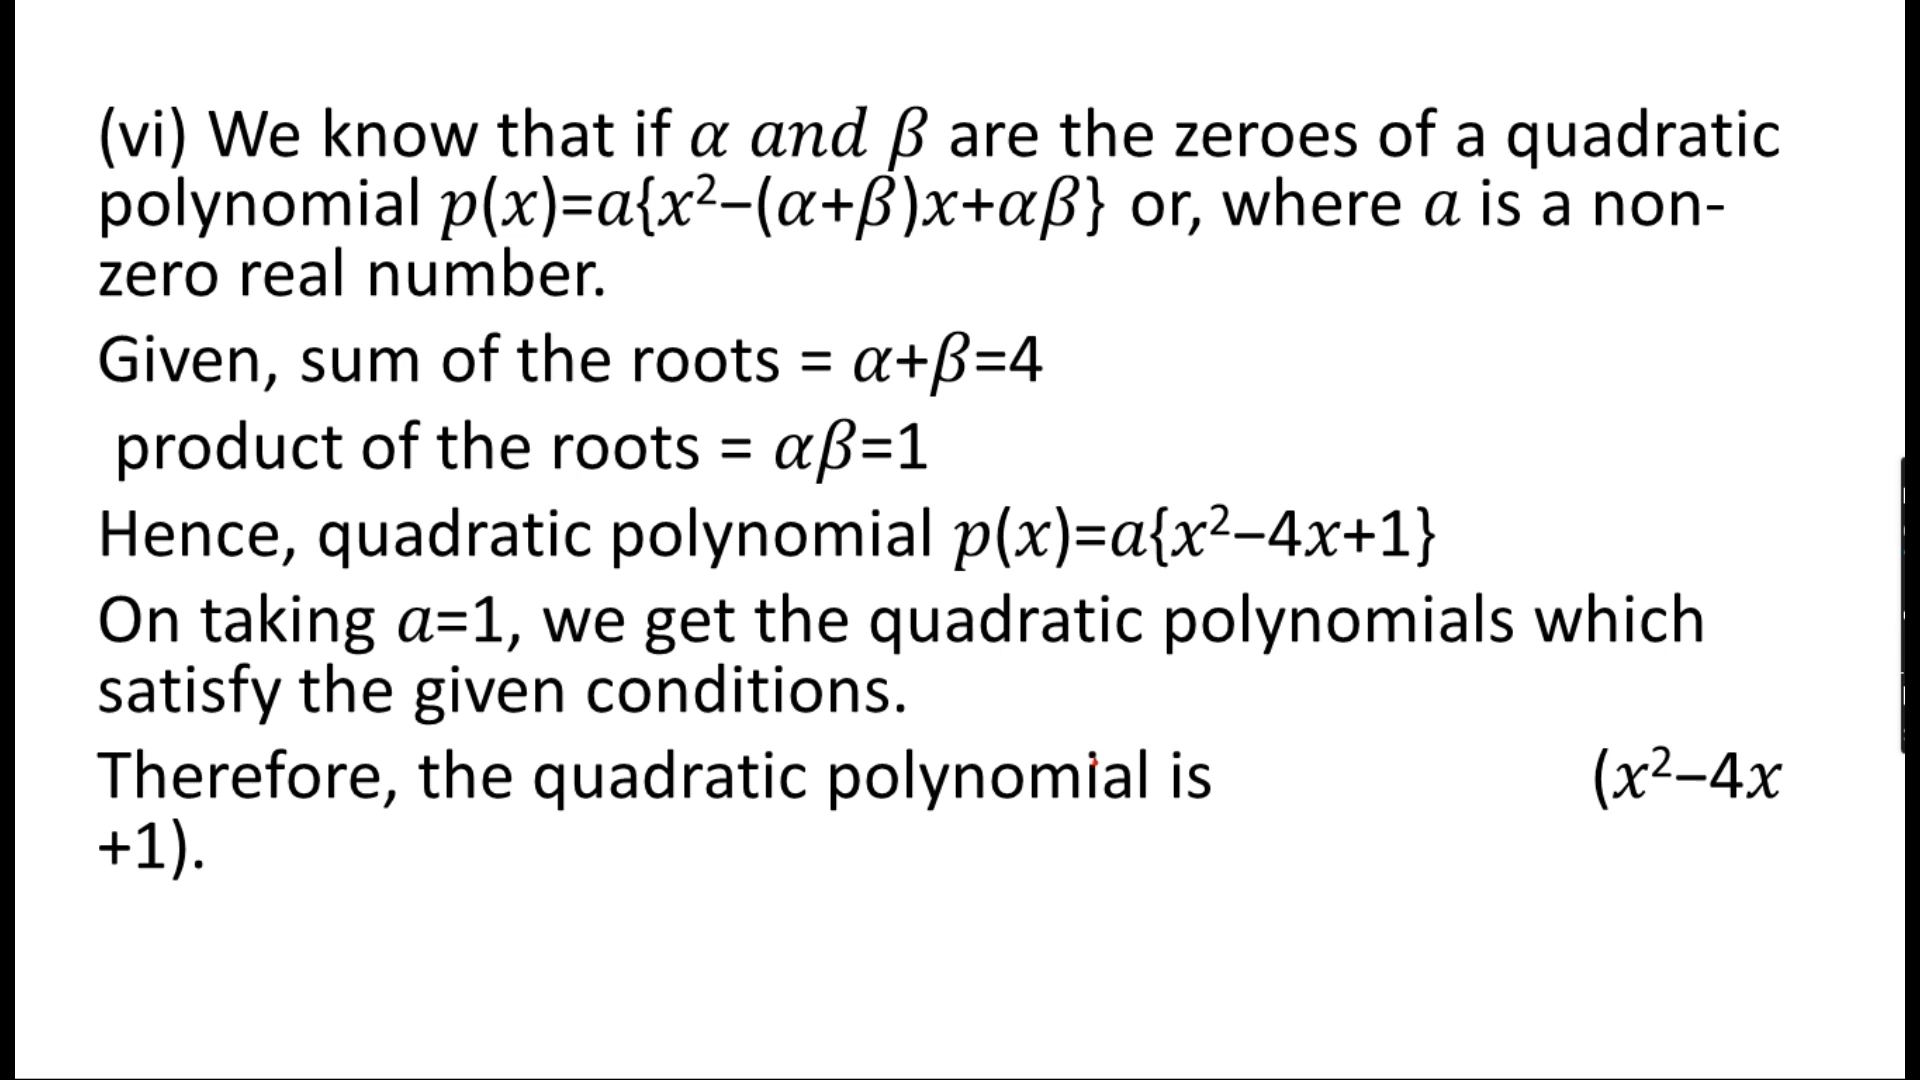 (vi) We know that if α and β are the zeroes of a quadratic
polynomial p(x)=a{x²−(α+β)x+αβ} or, where a is a non-
zero real number.
Given, sum of the roots = α+β=4
product of the roots = αβ=1
Hence, quadratic polynomial p(x)=a{x²−4x+1}
On taking a=1, we get the quadratic polynomials which
satisfy the given conditions.
Therefore, the quadratic polynomial is (x²−4x
+1).